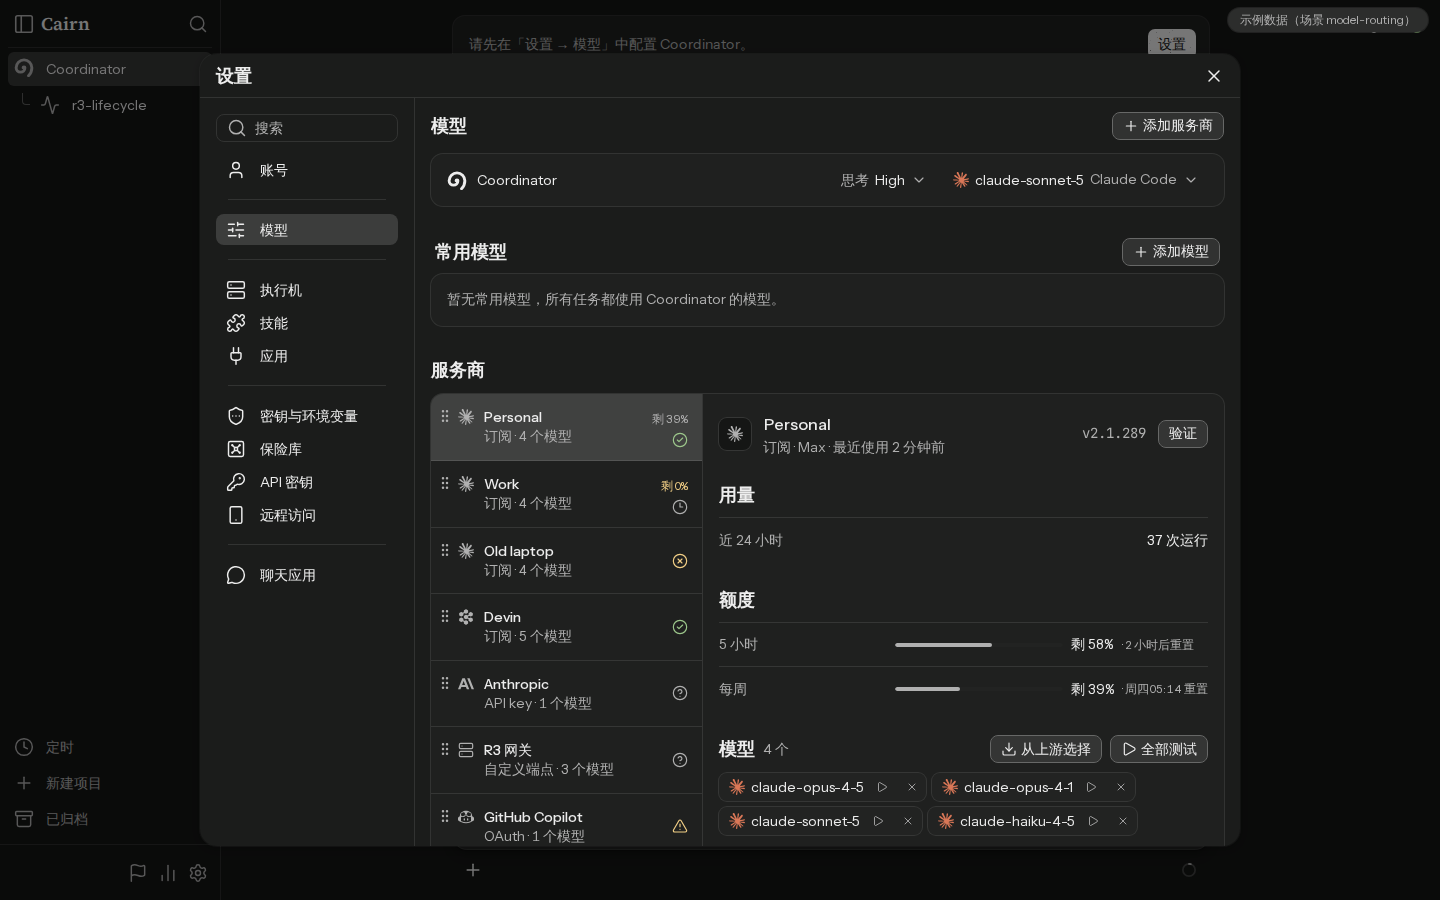 Cairn
示例数据（场景 model-routing）
请先在「设置 → 模型」中配置 Coordinator。
设置
Coordinator
r3-lifecycle
定时
新建项目
已归档
设置
搜索
账号
模型
执行机
技能
应用
密钥与环境变量
保险库
API 密钥
远程访问
聊天应用
模型
添加服务商
Coordinator
思考 High
claude-sonnet-5 Claude Code
常用模型
添加模型
暂无常用模型，所有任务都使用 Coordinator 的模型。
服务商
Personal
剩 39%
订阅 · 4 个模型
Work
剩 0%
订阅 · 4 个模型
Old laptop
订阅 · 4 个模型
Devin
订阅 · 5 个模型
Anthropic
API key · 1 个模型
R3 网关
自定义端点 · 3 个模型
GitHub Copilot
OAuth · 1 个模型
Personal
订阅 · Max · 最近使用 2 分钟前
v2.1.289
验证
用量
近 24 小时
37 次运行
额度
5 小时
剩 58% · 2 小时后重置
每周
剩 39% · 周四05:14 重置
模型 4 个
从上游选择
全部测试
claude-opus-4-5
claude-opus-4-1
claude-sonnet-5
claude-haiku-4-5